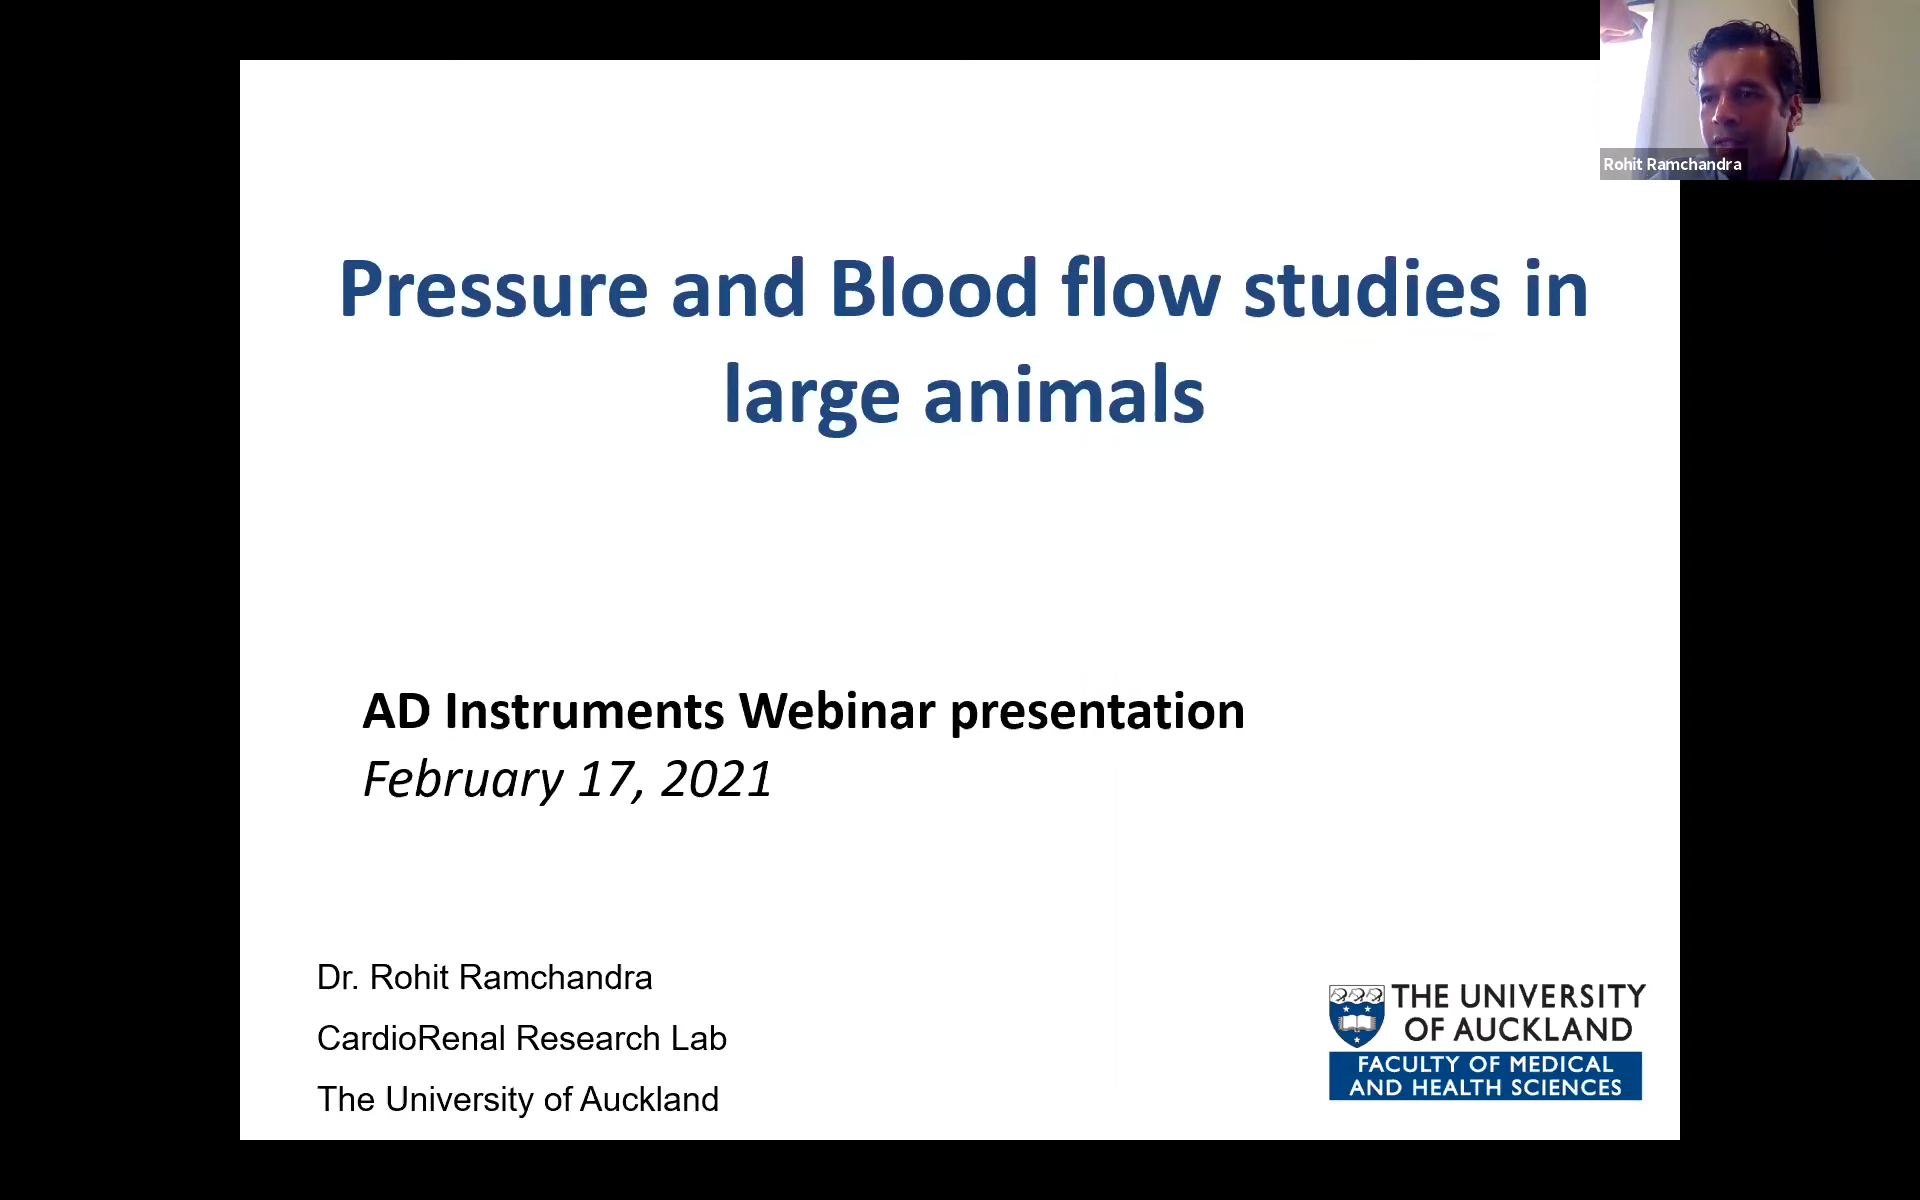 Rohit Ramchandra
Pressure and Blood flow studies in
large animals
AD Instruments Webinar presentation
February 17, 2021
Dr. Rohit Ramchandra
CardioRenal Research Lab
The University of Auckland
THE UNIVERSITY
OF AUCKLAND
FACULTY OF MEDICAL
AND HEALTH SCIENCES